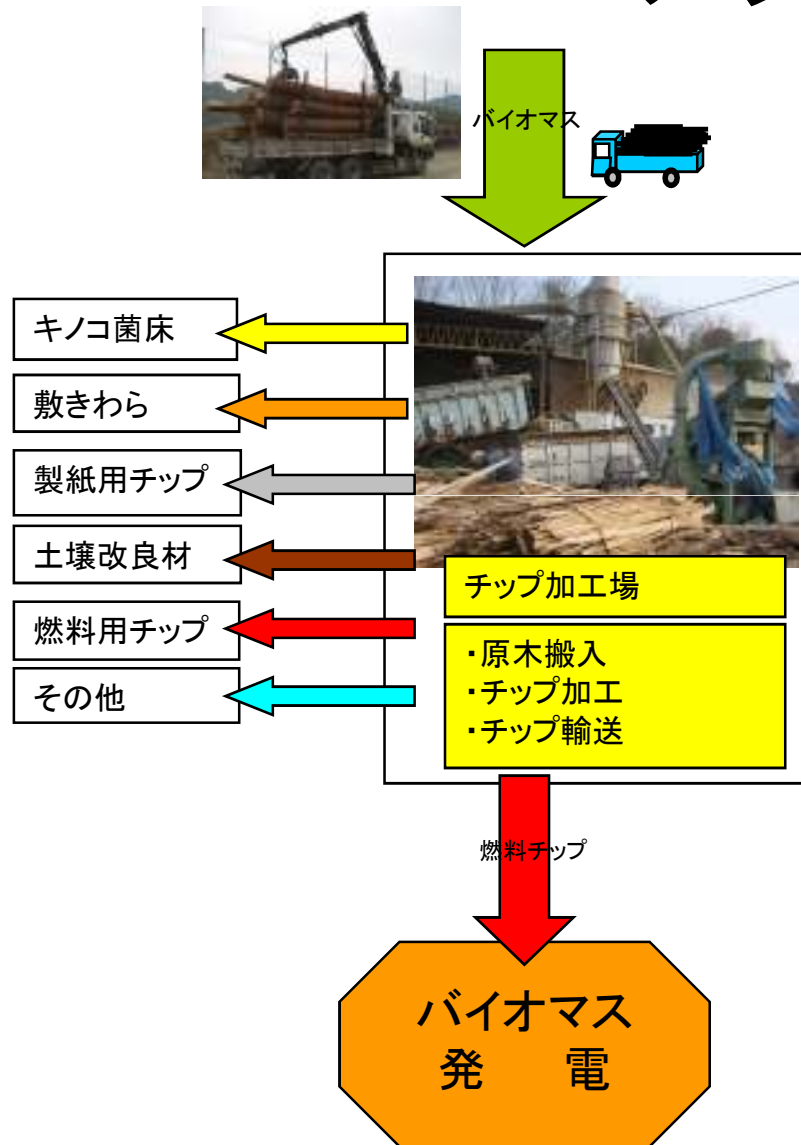 バイオマス
キノコ菌床
敷きわら
製紙用チップ
土壌改良材
燃料用チップ
その他
チップ加工場
・原木搬入
・チップ加工
・チップ輸送
燃料チップ
バイオマス
発　電